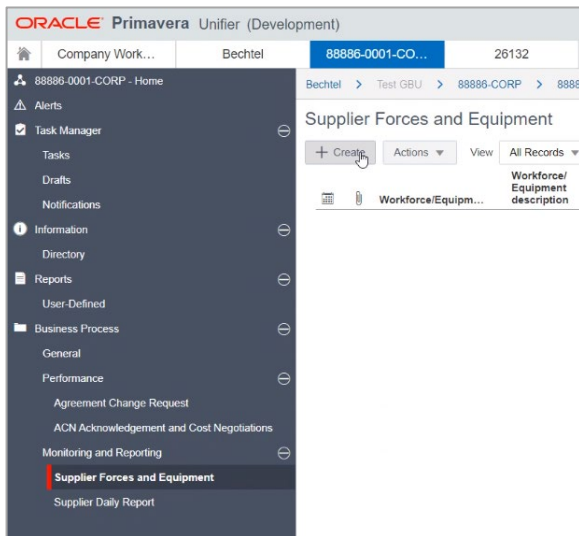 ORACLE Primavera Unifier (Development)
Company Work... Bechtel 88886-0001-CO... 26132
88886-0001-CORP - Home
Bechtel > Test GBU > 88886-CORP > 8888
Alerts
Supplier Forces and Equipment
Task Manager
+ Create Actions View All Records
Tasks
Drafts
Workforce/Equipm...
Workforce/
Equipment
description
Notifications
Information
Directory
Reports
User-Defined
Business Process
General
Performance
Agreement Change Request
ACN Acknowledgement and Cost Negotiations
Monitoring and Reporting
Supplier Forces and Equipment
Supplier Daily Report